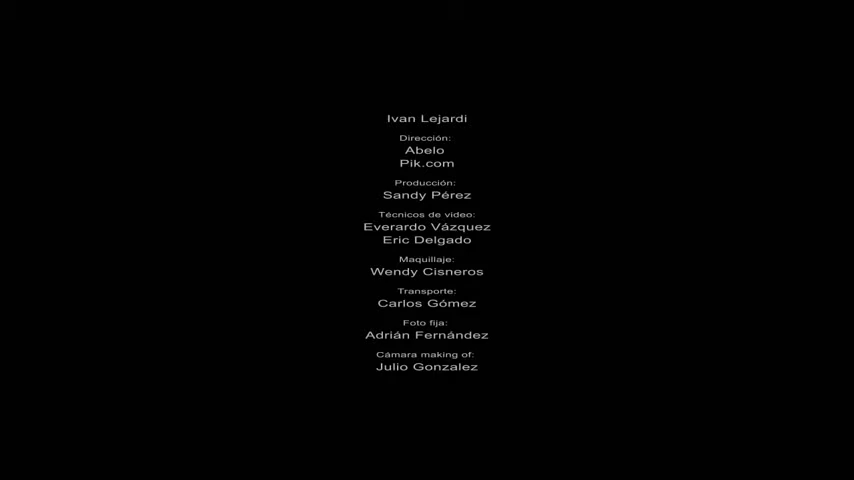 Ivan Lejardi
Dirección:
Abelo
Pik.com
Producción:
Sandy Pérez
Técnicos de video:
Everardo Vázquez
Eric Delgado
Maquillaje:
Wendy Cisneros
Transporte:
Carlos Gómez
Foto fija:
Adrián Fernández
Cámara making of:
Julio Gonzalez